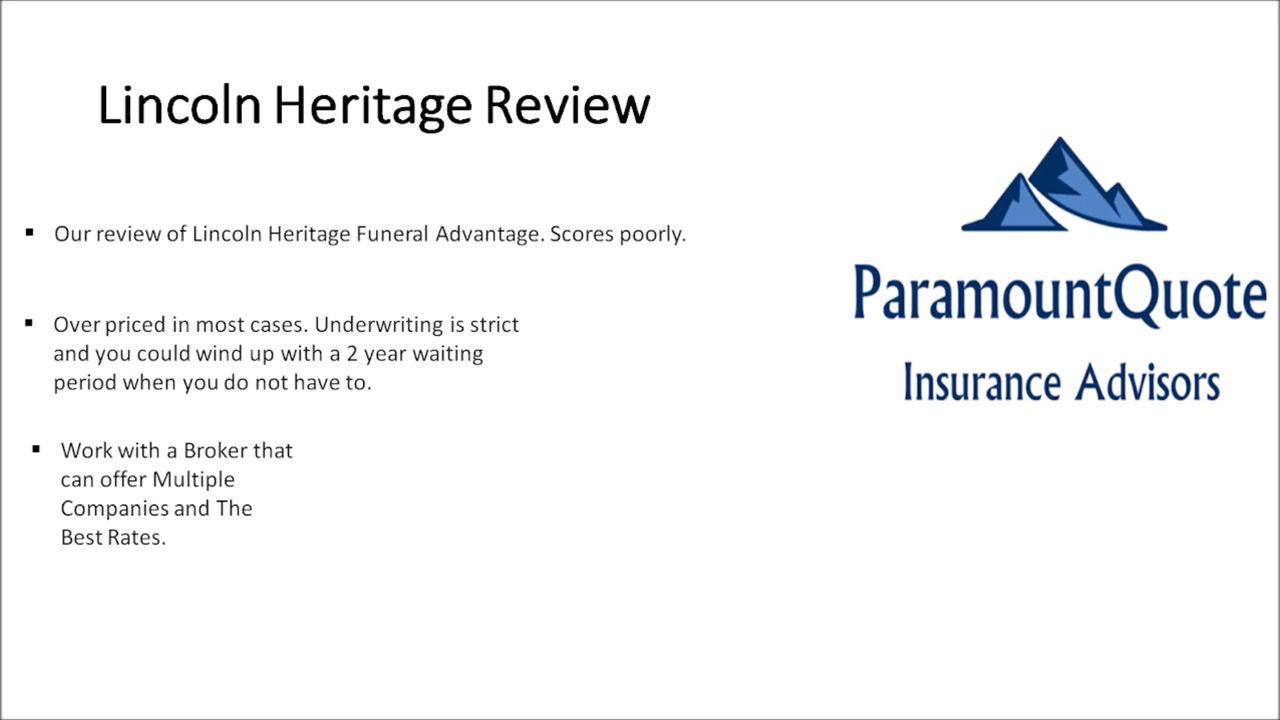 Lincoln Heritage Review
▪ Our review of Lincoln Heritage Funeral Advantage. Scores poorly.
▪ Over priced in most cases. Underwriting is strict
and you could wind up with a 2 year waiting
period when you do not have to.
▪ Work with a Broker that
can offer Multiple
Companies and The
Best Rates.
ParamountQuote
Insurance Advisors